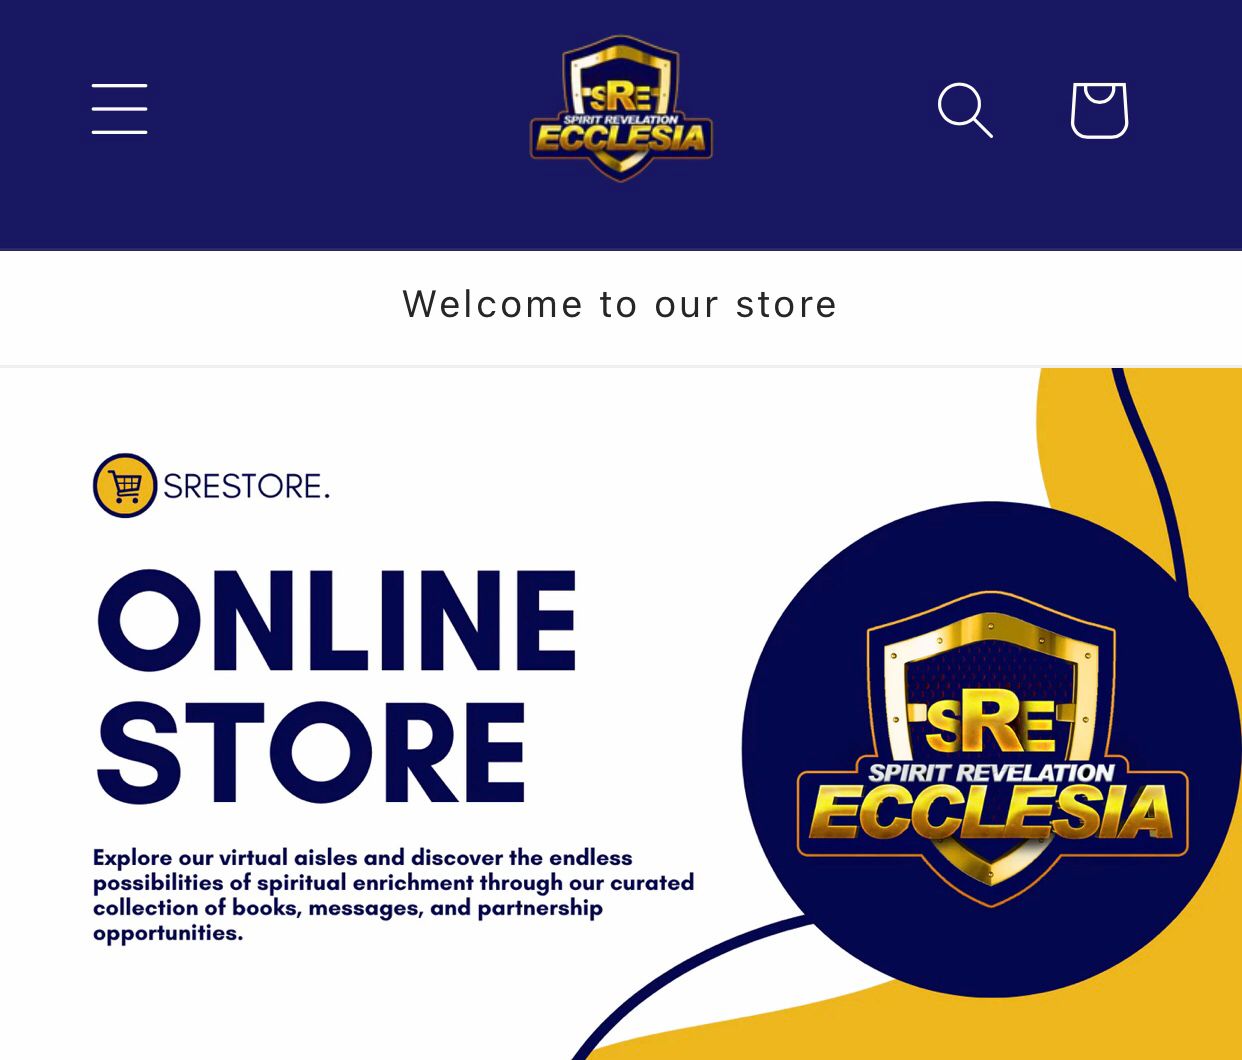 SRE
SPIRIT REVELATION
ECCLESIA
Welcome to our store
SRESTORE.
ONLINE
STORE
Explore our virtual aisles and discover the endless
possibilities of spiritual enrichment through our curated
collection of books, messages, and partnership
opportunities.
SRE
SPIRIT REVELATION
ECCLESIA